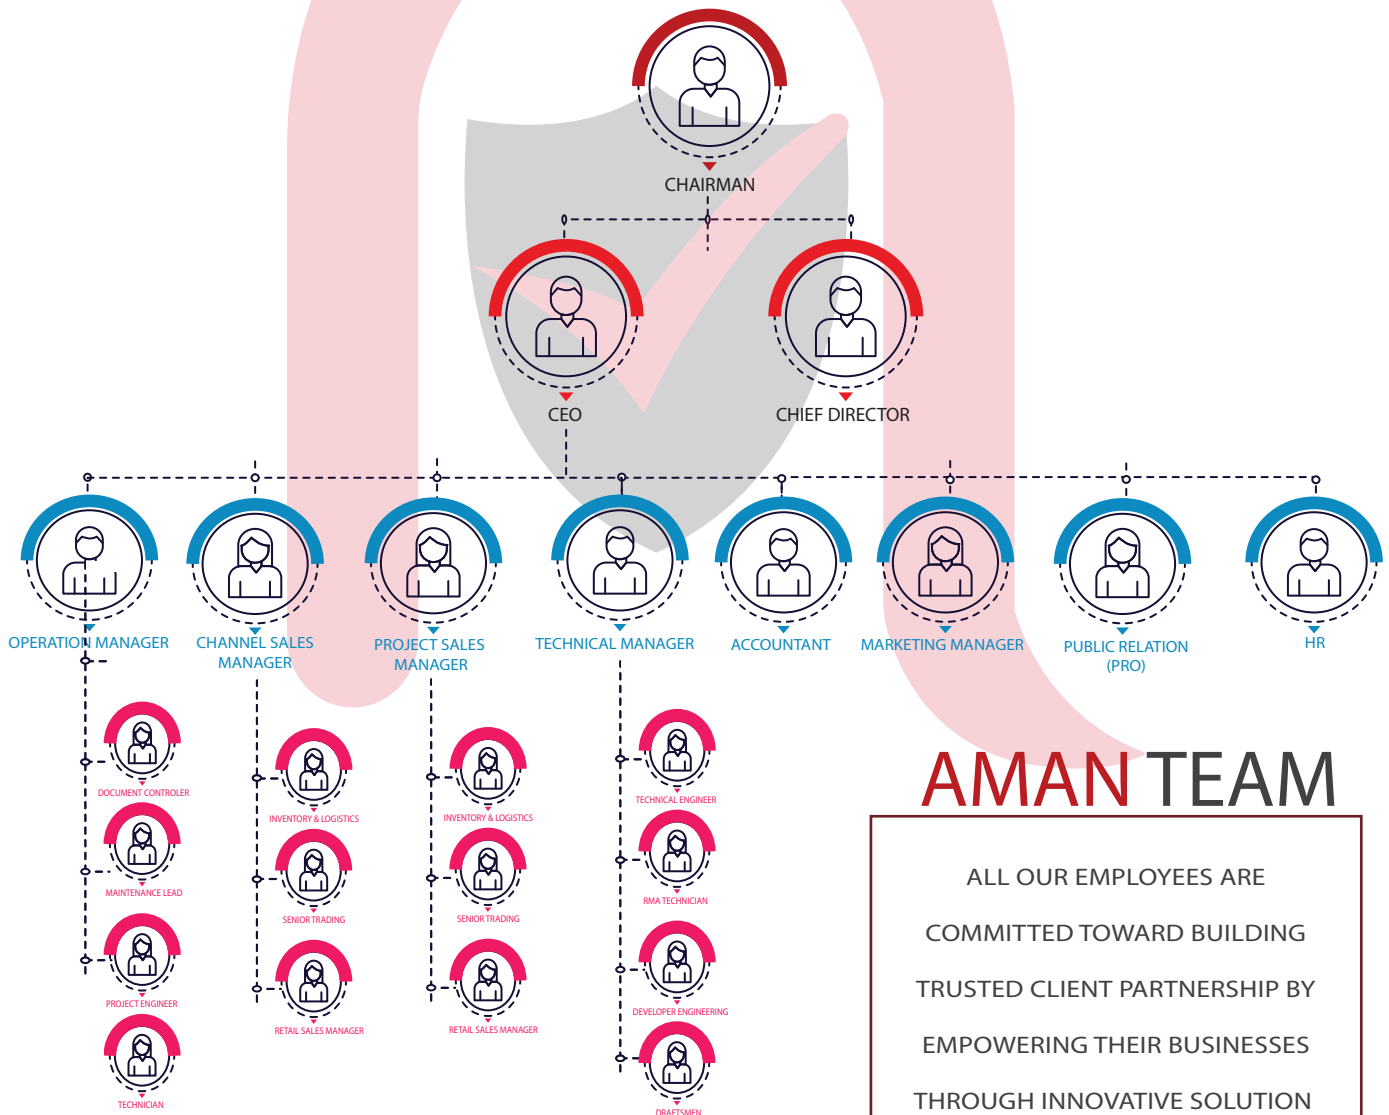 CHAIRMAN
CEO
CHIEF DIRECTOR
OPERATION MANAGER
CHANNEL SALES
MANAGER
PROJECT SALES
MANAGER
TECHNICAL MANAGER
ACCOUNTANT
MARKETING MANAGER
PUBLIC RELATION
(PRO)
HR
DOCUMENT CONTROLER
MAINTENANCE LEAD
PROJECT ENGINEER
TECHNICIAN
INVENTORY & LOGISTICS
SENIOR TRADING
RETAIL SALES MANAGER
INVENTORY & LOGISTICS
SENIOR TRADING
RETAIL SALES MANAGER
TECHNICAL ENGINEER
RMA TECHNICIAN
DEVELOPER ENGINEERING
DRAFTSMEN
AMAN TEAM
ALL OUR EMPLOYEES ARE
COMMITTED TOWARD BUILDING
TRUSTED CLIENT PARTNERSHIP BY
EMPOWERING THEIR BUSINESSES
THROUGH INNOVATIVE SOLUTION